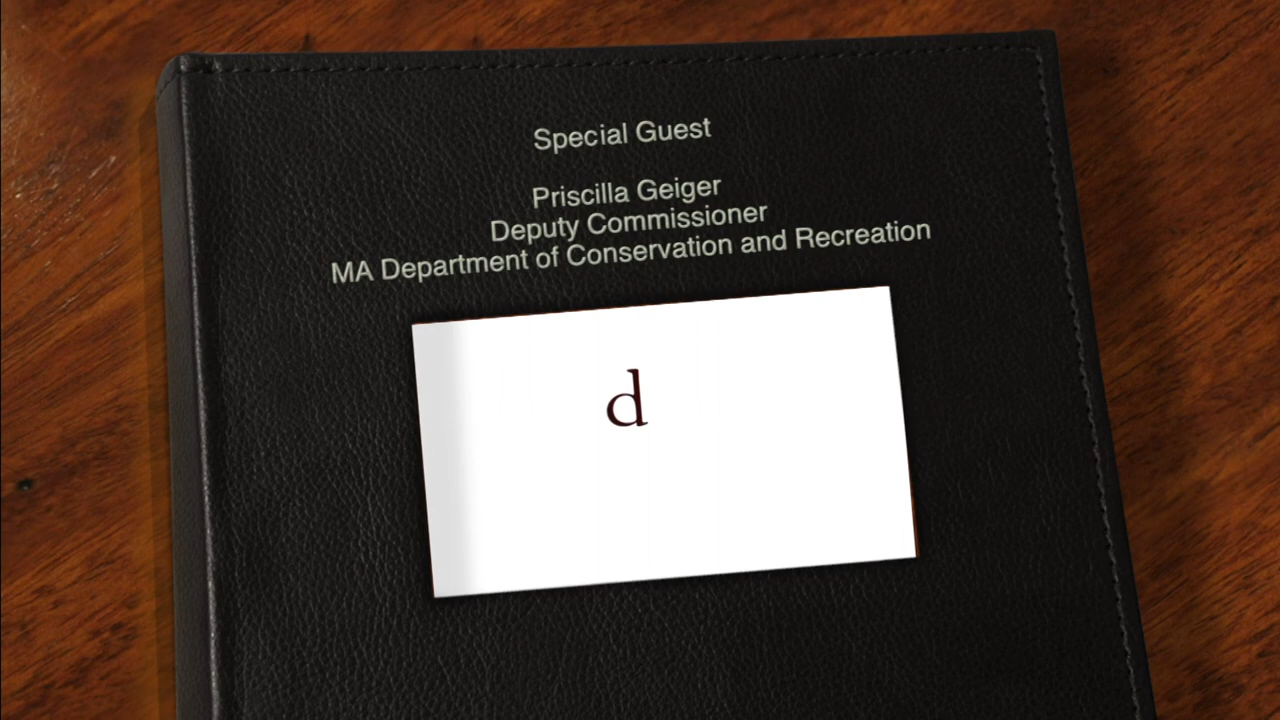 Special Guest
Priscilla Geiger
Deputy Commissioner
MA Department of Conservation and Recreation
d